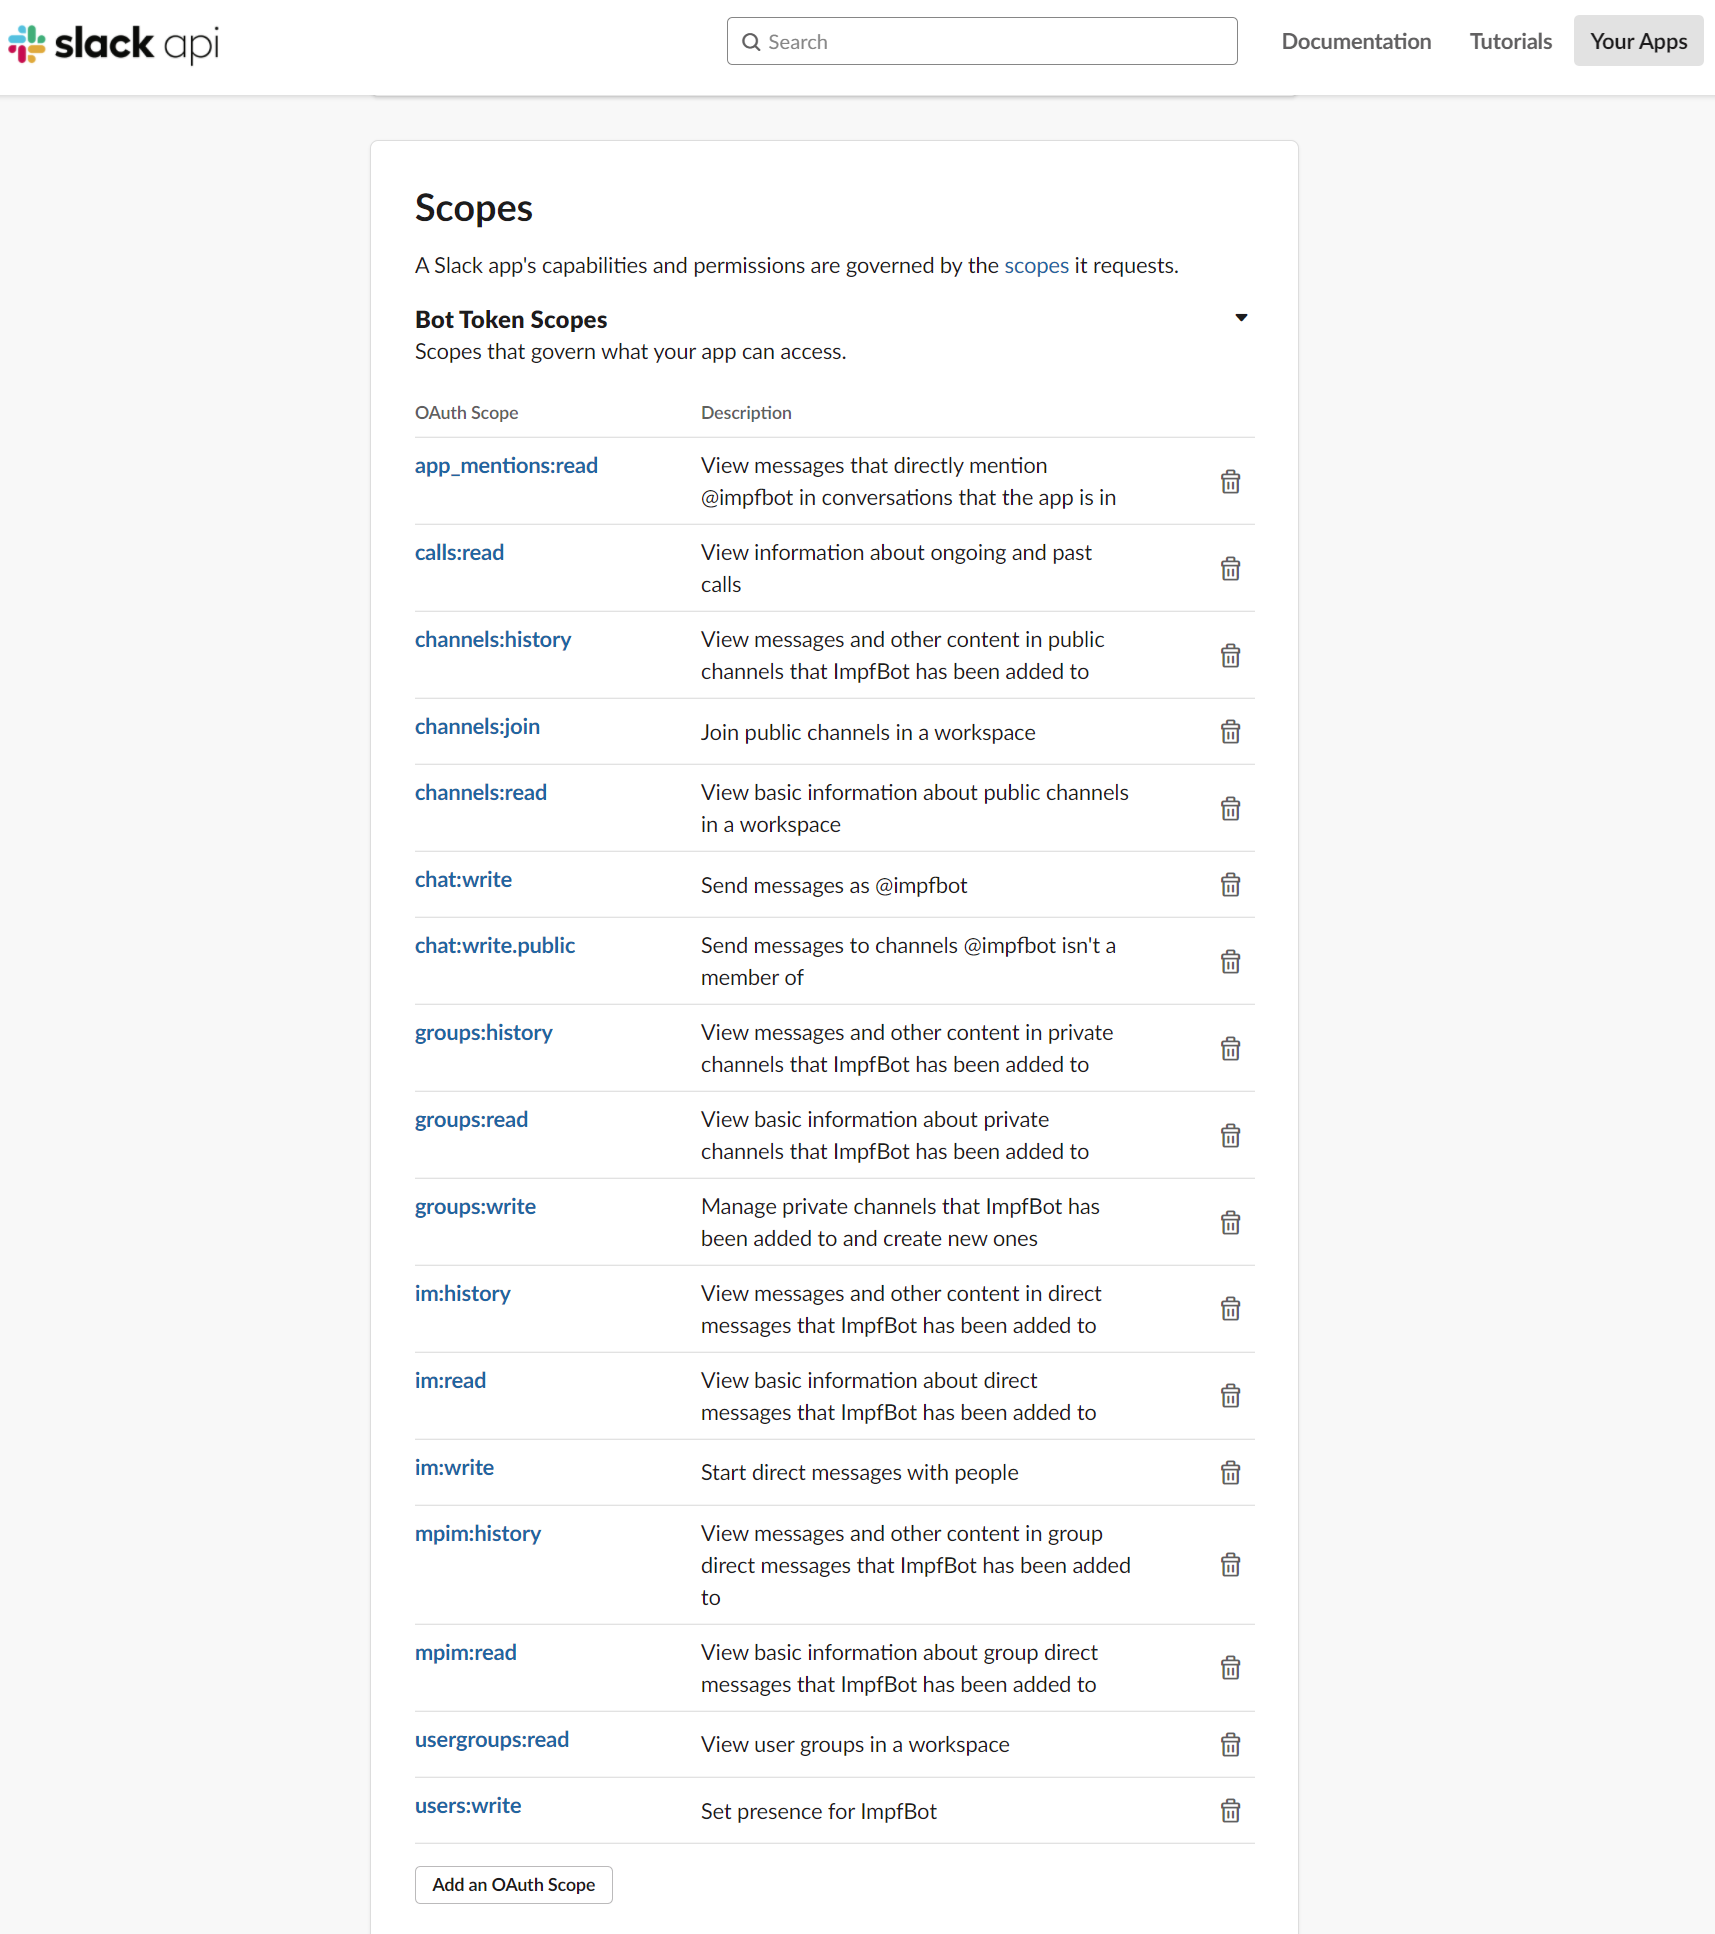 slack api
Search
Documentation
Tutorials
Your Apps
Scopes
A Slack app's capabilities and permissions are governed by the scopes it requests.
Bot Token Scopes
Scopes that govern what your app can access.
OAuth Scope
Description
app_mentions:read
View messages that directly mention
@impfbot in conversations that the app is in
calls:read
View information about ongoing and past
calls
channels:history
View messages and other content in public
channels that ImpfBot has been added to
channels:join
Join public channels in a workspace
channels:read
View basic information about public channels
in a workspace
chat:write
Send messages as @impfbot
chat:write.public
Send messages to channels @impfbot isn't a
member of
groups:history
View messages and other content in private
channels that ImpfBot has been added to
groups:read
View basic information about private
channels that ImpfBot has been added to
groups:write
Manage private channels that ImpfBot has
been added to and create new ones
im:history
View messages and other content in direct
messages that ImpfBot has been added to
im:read
View basic information about direct
messages that ImpfBot has been added to
im:write
Start direct messages with people
mpim:history
View messages and other content in group
direct messages that ImpfBot has been added
to
mpim:read
View basic information about group direct
messages that ImpfBot has been added to
usergroups:read
View user groups in a workspace
users:write
Set presence for ImpfBot
Add an OAuth Scope